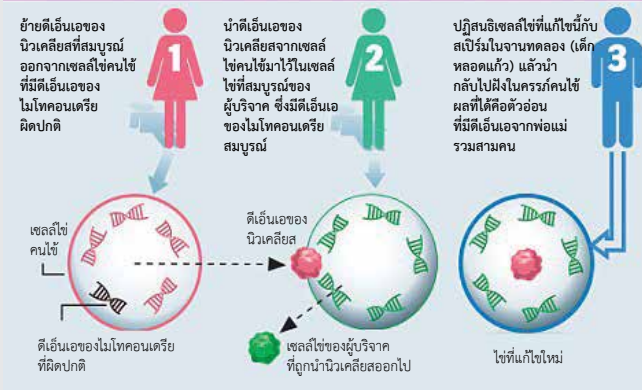 ย้ายดีเอ็นเอของ
นิวเคลียสที่สมบูรณ์
ออกจากเซลล์ไข่คนไข้
ที่มีดีเอ็นเอของ
ไมโทคอนเดรีย
ผิดปกติ
1
นำดีเอ็นเอของ
นิวเคลียสจากเซลล์
ไข่คนไข้มาไว้ในเซลล์
ไข่ที่สมบูรณ์ของ
ผู้บริจาค ซึ่งมีดีเอ็นเอ
ของไมโทคอนเดรีย
สมบูรณ์
2
ปฏิสนธิเซลล์ไข่ที่แก้ไขนี้กับ
สเปิร์มในจานทดลอง (เด็ก
หลอดแก้ว) แล้วนำ
กลับไปฝังในครรภ์คนไข้
ผลที่ได้คือตัวอ่อน
ที่มีดีเอ็นเอจากพ่อแม่
รวมสามคน
3
เซลล์ไข่
คนไข้
ดีเอ็นเอของ
นิวเคลียส
ดีเอ็นเอของไมโทคอนเดรีย
ที่ผิดปกติ
เซลล์ไข่ของผู้บริจาค
ที่ถูกนำนิวเคลียสออกไป
ไข่ที่แก้ไขใหม่